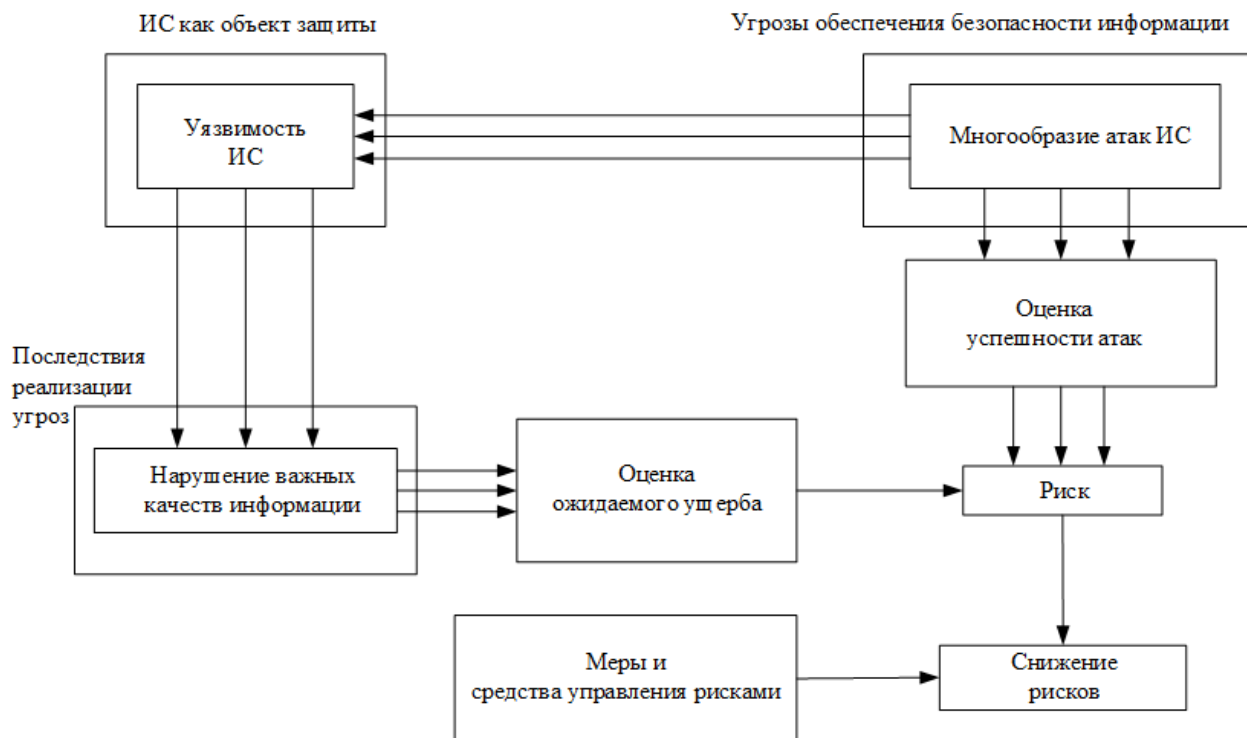 ИС как объект защиты
Угрозы обеспечения безопасности информации
Уязвимость
ИС
Многообразие атак ИС
Оценка
успешности атак
Последствия
реализации
угроз
Нарушение важных
качеств информации
Оценка
ожидаемого ущерба
Риск
Меры и
средства управления рисками
Снижение
рисков